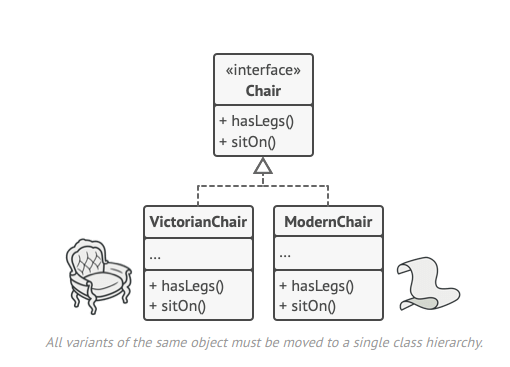 «interface»
Chair
+ hasLegs()
+ sitOn()
VictorianChair
...
+ hasLegs()
+ sitOn()
ModernChair
...
+ hasLegs()
+ sitOn()
All variants of the same object must be moved to a single class hierarchy.